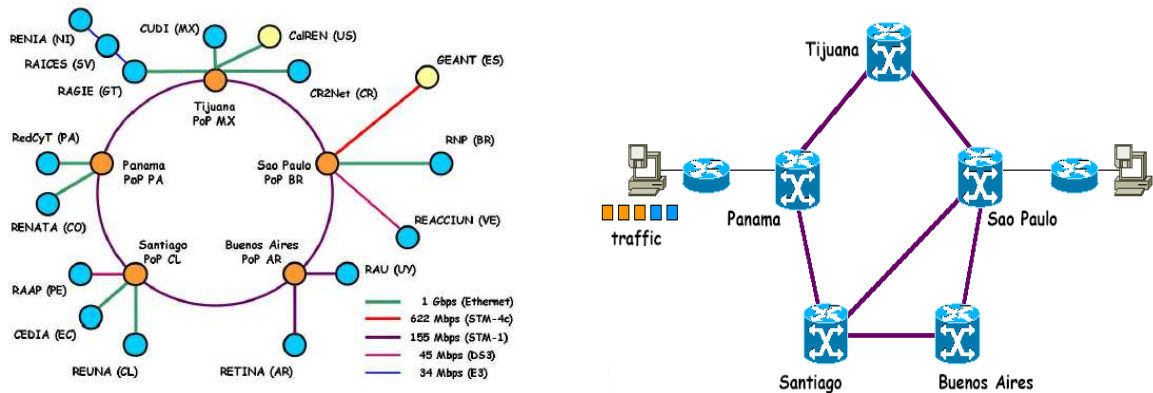 CUDI (MX)
CalREN (US)
RENIA (NI)
RAICES (SV)
RAGIE (GT)
GEANT (ES)
CR2Net (CR)
Tijuana
PoP MX
RedCyT (PA)
Panama
PoP PA
RENATA (CO)
Sao Paulo
PoP BR
RNP (BR)
REACCIUN (VE)
Santiago
PoP CL
Buenos Aires
PoP AR
RAAP (PE)
CEDIA (EC)
REUNA (CL)
RAU (UY)
RETINA (AR)
1 Gbps (Ethernet)
622 Mbps (STM-4c)
155 Mbps (STM-1)
45 Mbps (DS3)
34 Mbps (E3)
Tijuana
Panama
Sao Paulo
traffic
Santiago
Buenos Aires